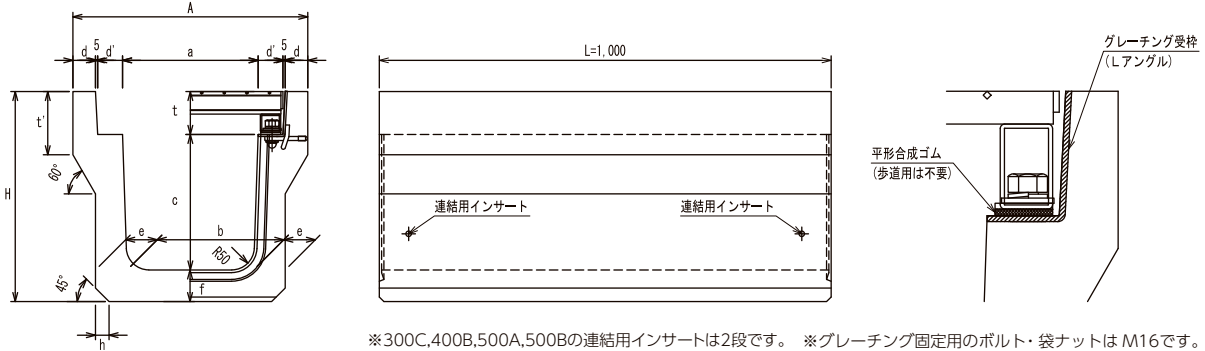 A
d
5
d'
a
d'
5
d
t
t'
60°
H
c
e
b
e
R50
45°
f
h
L=1,000
連結用インサート
連結用インサート
グレーチング受枠
(Lアングル)
平形合成ゴム
(歩道用は不要)
※300C,400B,500A,500Bの連結用インサートは2段です。 ※グレーチング固定用のボルト・袋ナットは M16です。